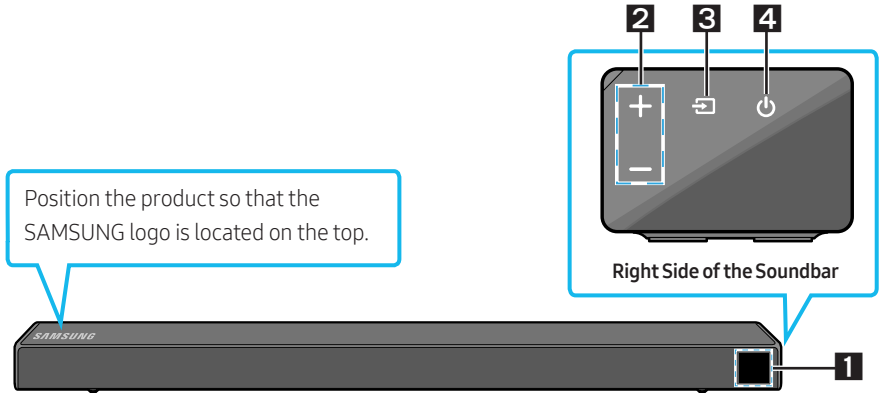 2 3 4
Position the product so that the
SAMSUNG logo is located on the top.
Right Side of the Soundbar
SAMSUNG
1